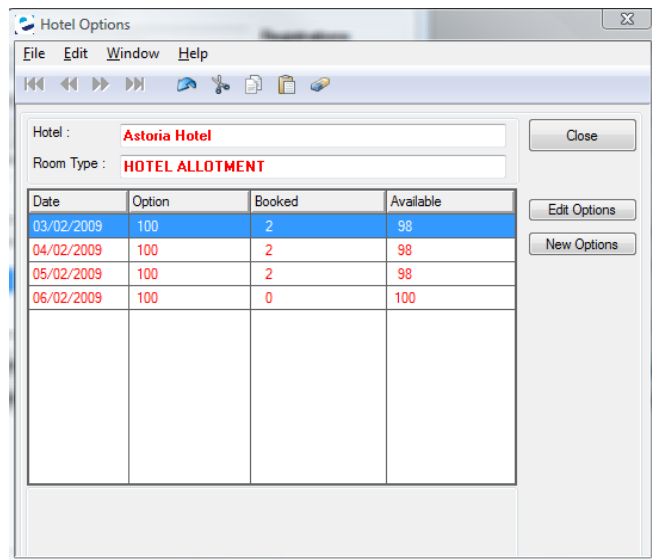 Hotel Options
File Edit Window Help
Hotel : Astoria Hotel
Close
Room Type : HOTEL ALLOTMENT
Date Option Booked Available
Edit Options
03/02/2009 100 2 98
04/02/2009 100 2 98
New Options
05/02/2009 100 2 98
06/02/2009 100 0 100